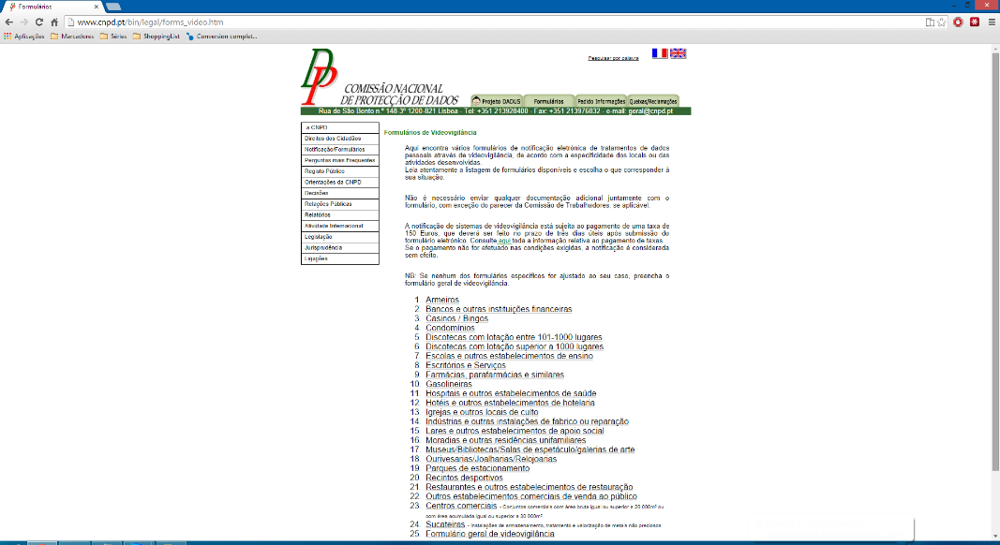 Formulários
www.cnpd.pt/bin/legal/forms_video.htm
Aplicações Marcadores Séries ShoppingList Conversion complet...
Pesquisar por palavra
DP
COMISSÃO NACIONAL
DE PROTECÇÃO DE DADOS
Projeto DADUS Formulários Pedido Informações Queixas/Reclamações
Rua de São Bento n.º 148-3º 1200-821 Lisboa - Tel: +351 213928400 - Fax: +351 213976832 - e-mail: geral@cnpd.pt
a CNPD
Direitos dos Cidadãos
Notificação/Formulários
Perguntas mais Frequentes
Registo Público
Orientações da CNPD
Decisões
Relações Públicas
Relatórios
Atividade Internacional
Legislação
Jurisprudência
Ligações
Formulários de Videovigilância
Aqui encontra vários formulários de notificação eletrónica de tratamentos de dados
pessoais através de videovigilância, de acordo com a especificidade dos locais ou das
atividades desenvolvidas.
Leia atentamente a listagem de formulários disponíveis e escolha o que corresponder à
sua situação.
Não é necessário enviar qualquer documentação adicional juntamente com o
formulário, com exceção do parecer da Comissão de Trabalhadores, se aplicável.
A notificação de sistemas de videovigilância está sujeita ao pagamento de uma taxa de
150 Euros, que deverá ser feito no prazo de três dias úteis após submissão do
formulário eletrónico. Consulte aqui toda a informação relativa ao pagamento de taxas.
Se o pagamento não for efetuado nas condições exigidas, a notificação é considerada
sem efeito.
NB: Se nenhum dos formulários específicos for ajustado ao seu caso, preencha o
formulário geral de videovigilância.
1. Armeiros
2. Bancos e outras instituições financeiras
3. Casinos / Bingos
4. Condomínios
5. Discotecas com lotação entre 101-1000 lugares
6. Discotecas com lotação superior a 1000 lugares
7. Escolas e outros estabelecimentos de ensino
8. Escritórios e Serviços
9. Farmácias, parafarmácias e similares
10. Gasolineiras
11. Hospitais e outros estabelecimentos de saúde
12. Hotéis e outros estabelecimentos de hotelaria
13. Igrejas e outros locais de culto
14. Indústrias e outras instalações de fabrico ou reparação
15. Lares e outros estabelecimentos de apoio social
16. Moradias e outras residências unifamiliares
17. Museus/Bibliotecas/Salas de espetáculo/galerias de arte
18. Ourivesarias/Joalharias/Relojoarias
19. Parques de estacionamento
20. Recintos desportivos
21. Restaurantes e outros estabelecimentos de restauração
22. Outros estabelecimentos comerciais de venda ao público
23. Centros comerciais - Conjuntos comerciais com área bruta igual ou superior a 20 000m² ou
com área acumulada igual ou superior a 30 000m²
24. Sucateiras - Instalações de armazenamento, tratamento e valorização de metais não preciosos
25. Formulário geral de videovigilância